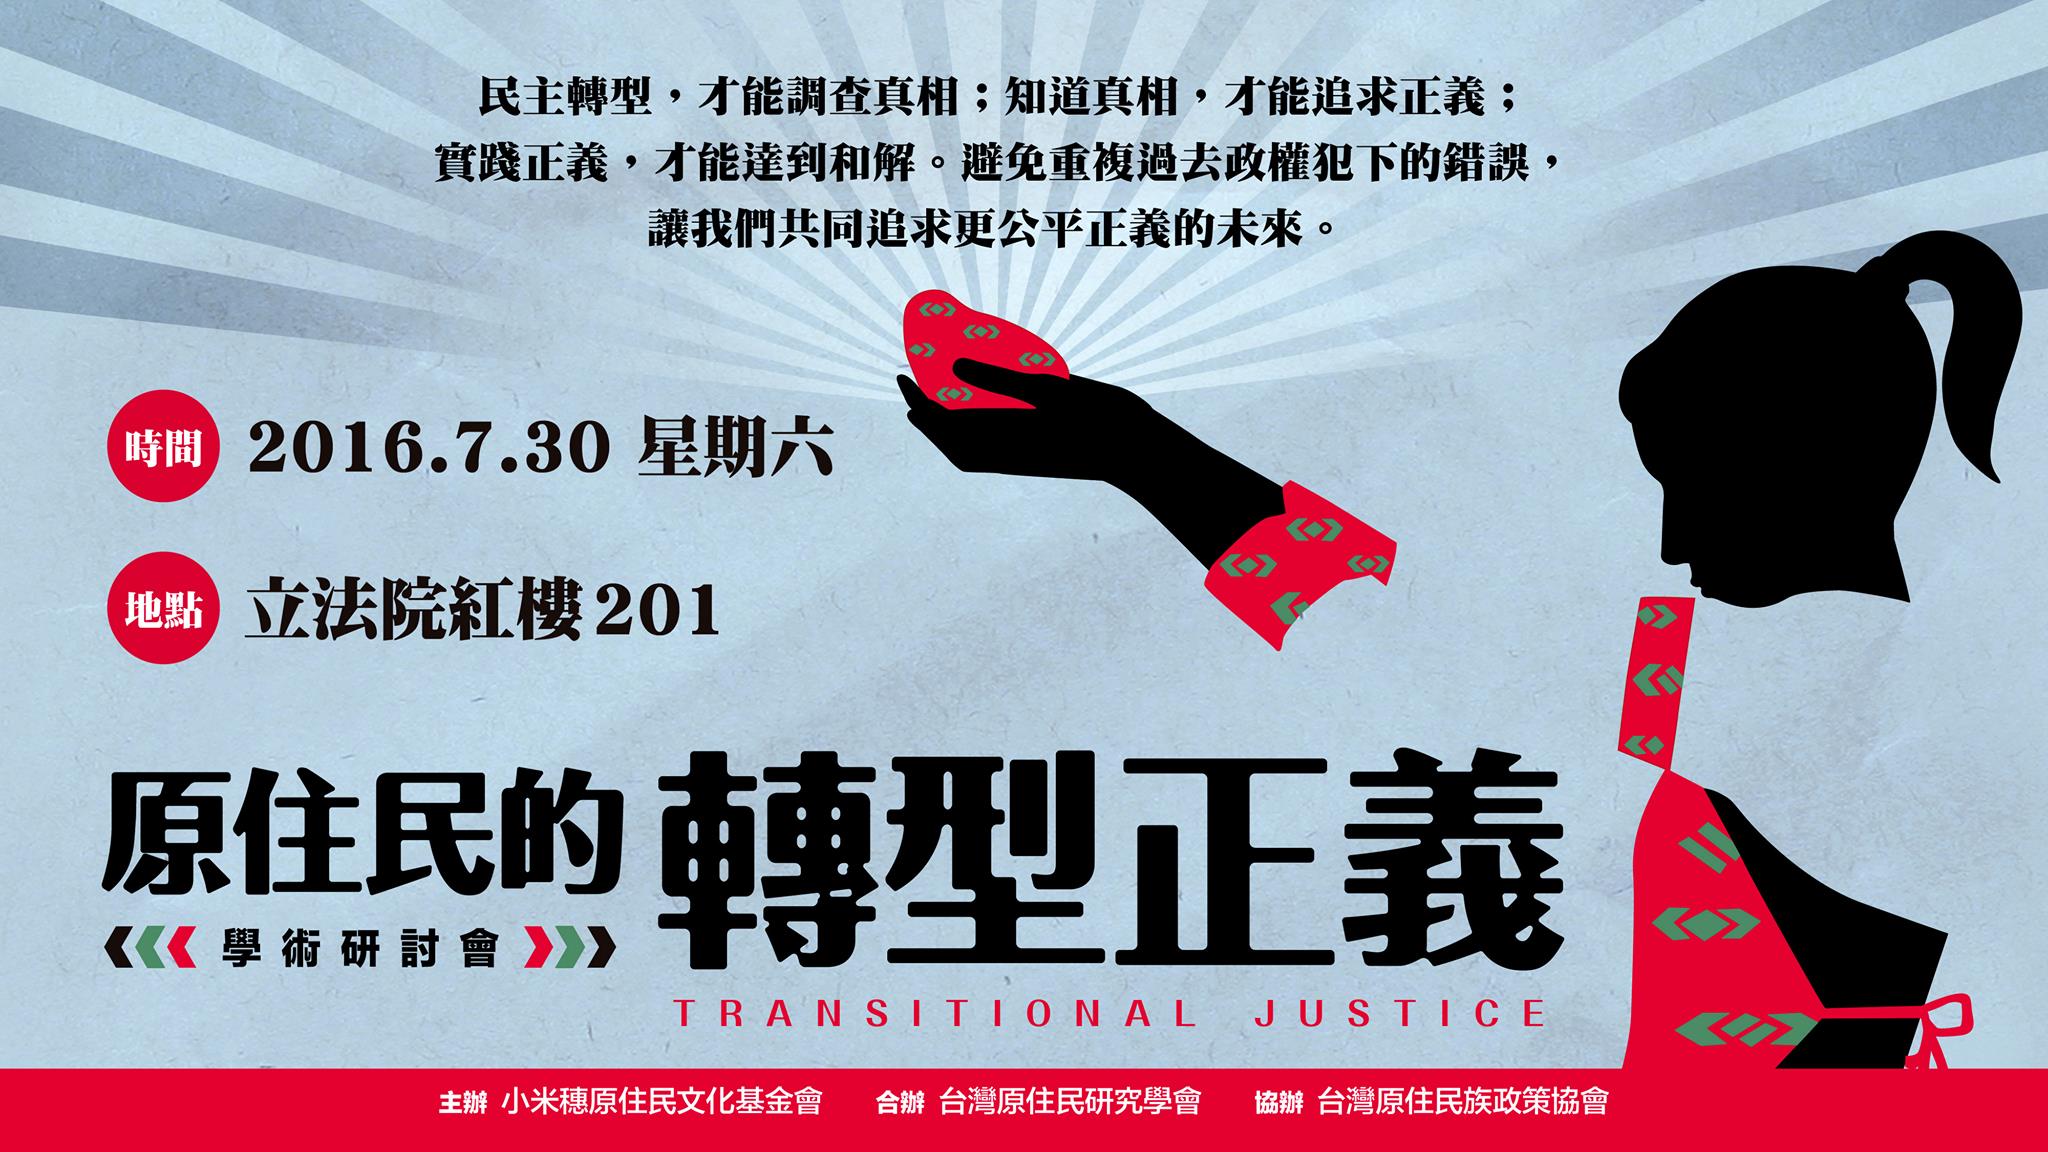 民主轉型，才能調查真相；知道真相，才能追求正義；
實踐正義，才能達到和解。避免重複過去政權犯下的錯誤，
讓我們共同追求更公平正義的未來。
時間 2016.7.30 星期六
地點 立法院紅樓201
原住民的 轉型正義
學術研討會
TRANSITIONAL JUSTICE
主辦 小米穗原住民文化基金會 合辦 台灣原住民研究學會 協辦 台灣原住民族政策協會